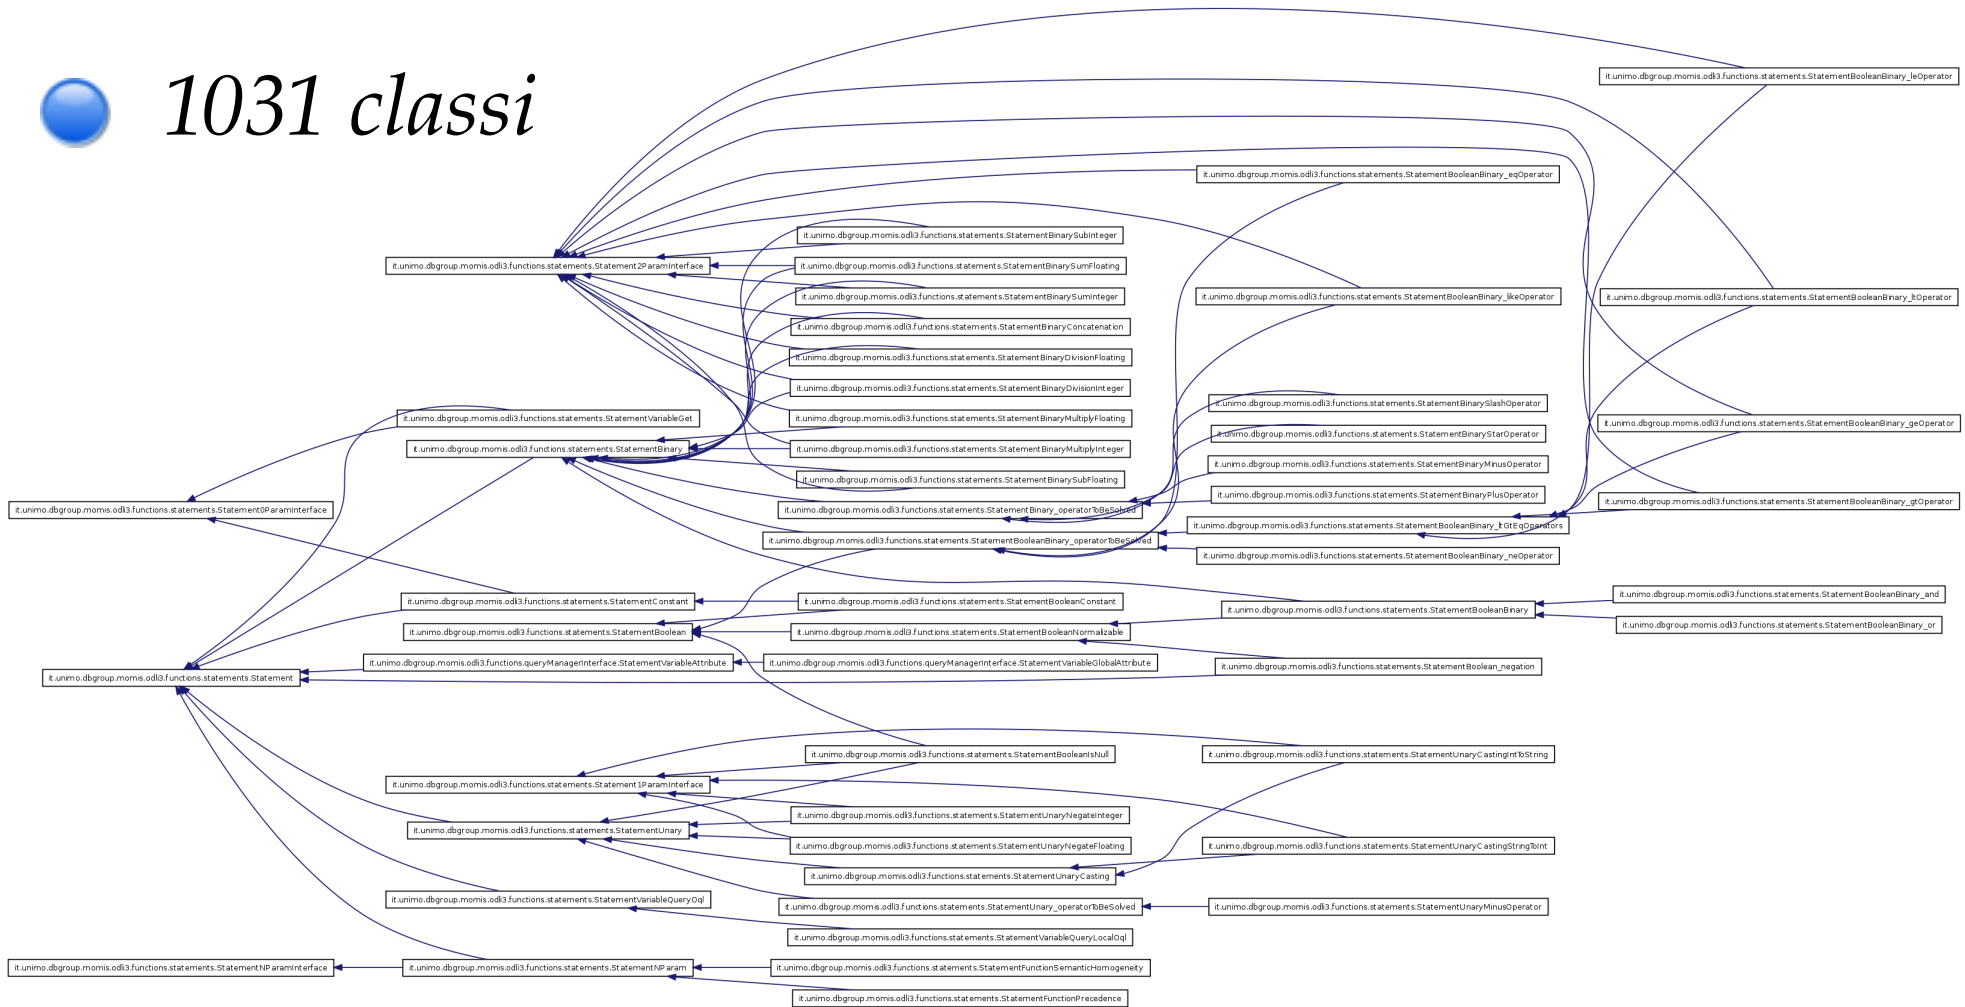 1031 classi
it.unimo.dbgroup.momis.odli3.functions.statements.StatementBooleanBinary_leOperator
it.unimo.dbgroup.momis.odli3.functions.statements.StatementBooleanBinary_eqOperator
it.unimo.dbgroup.momis.odli3.functions.statements.StatementBinarySubInteger
it.unimo.dbgroup.momis.odli3.functions.statements.Statement2ParamInterface
it.unimo.dbgroup.momis.odli3.functions.statements.StatementBinarySumFloating
it.unimo.dbgroup.momis.odli3.functions.statements.StatementBinarySumInteger
it.unimo.dbgroup.momis.odli3.functions.statements.StatementBooleanBinary_likeOperator
it.unimo.dbgroup.momis.odli3.functions.statements.StatementBooleanBinary_ltOperator
it.unimo.dbgroup.momis.odli3.functions.statements.StatementBinaryConcatenation
it.unimo.dbgroup.momis.odli3.functions.statements.StatementBinaryDivisionFloating
it.unimo.dbgroup.momis.odli3.functions.statements.StatementBinaryDivisionInteger
it.unimo.dbgroup.momis.odli3.functions.statements.StatementBinarySlashOperator
it.unimo.dbgroup.momis.odli3.functions.statements.StatementVariableGet
it.unimo.dbgroup.momis.odli3.functions.statements.StatementBinaryMultiplyFloating
it.unimo.dbgroup.momis.odli3.functions.statements.StatementBooleanBinary_geOperator
it.unimo.dbgroup.momis.odli3.functions.statements.StatementBinaryStarOperator
it.unimo.dbgroup.momis.odli3.functions.statements.StatementBinary
it.unimo.dbgroup.momis.odli3.functions.statements.StatementBinaryMultiplyInteger
it.unimo.dbgroup.momis.odli3.functions.statements.StatementBinaryMinusOperator
it.unimo.dbgroup.momis.odli3.functions.statements.StatementBinarySubFloating
it.unimo.dbgroup.momis.odli3.functions.statements.StatementBinaryPlusOperator
it.unimo.dbgroup.momis.odli3.functions.statements.StatementBooleanBinary_gtOperator
it.unimo.dbgroup.momis.odli3.functions.statements.Statement0ParamInterface
it.unimo.dbgroup.momis.odli3.functions.statements.StatementBinary_operatorToBeSolved
it.unimo.dbgroup.momis.odli3.functions.statements.StatementBooleanBinary_ltGtEqOperators
it.unimo.dbgroup.momis.odli3.functions.statements.StatementBooleanBinary_operatorToBeSolved
it.unimo.dbgroup.momis.odli3.functions.statements.StatementBooleanBinary_neOperator
it.unimo.dbgroup.momis.odli3.functions.statements.StatementBooleanBinary_and
it.unimo.dbgroup.momis.odli3.functions.statements.StatementConstant
it.unimo.dbgroup.momis.odli3.functions.statements.StatementBooleanConstant
it.unimo.dbgroup.momis.odli3.functions.statements.StatementBooleanBinary
it.unimo.dbgroup.momis.odli3.functions.statements.StatementBooleanBinary_or
it.unimo.dbgroup.momis.odli3.functions.statements.StatementBoolean
it.unimo.dbgroup.momis.odli3.functions.statements.StatementBooleanNormalizable
it.unimo.dbgroup.momis.odli3.functions.queryManagerInterface.StatementVariableAttribute
it.unimo.dbgroup.momis.odli3.functions.queryManagerInterface.StatementVariableGlobalAttribute
it.unimo.dbgroup.momis.odli3.functions.statements.StatementBoolean_negation
it.unimo.dbgroup.momis.odli3.functions.statements.Statement
it.unimo.dbgroup.momis.odli3.functions.statements.StatementBooleanIsNull
it.unimo.dbgroup.momis.odli3.functions.statements.StatementUnaryCastingIntToString
it.unimo.dbgroup.momis.odli3.functions.statements.Statement1ParamInterface
it.unimo.dbgroup.momis.odli3.functions.statements.StatementUnaryNegateInteger
it.unimo.dbgroup.momis.odli3.functions.statements.StatementUnary
it.unimo.dbgroup.momis.odli3.functions.statements.StatementUnaryNegateFloating
it.unimo.dbgroup.momis.odli3.functions.statements.StatementUnaryCastingStringToInt
it.unimo.dbgroup.momis.odli3.functions.statements.StatementUnaryCasting
it.unimo.dbgroup.momis.odli3.functions.statements.StatementVariableQueryOql
it.unimo.dbgroup.momis.odli3.functions.statements.StatementUnary_operatorToBeSolved
it.unimo.dbgroup.momis.odli3.functions.statements.StatementUnaryMinusOperator
it.unimo.dbgroup.momis.odli3.functions.statements.StatementVariableQueryLocalOql
it.unimo.dbgroup.momis.odli3.functions.statements.StatementNParamInterface
it.unimo.dbgroup.momis.odli3.functions.statements.StatementNParam
it.unimo.dbgroup.momis.odli3.functions.statements.StatementFunctionSemanticHomogeneity
it.unimo.dbgroup.momis.odli3.functions.statements.StatementFunctionPrecedence